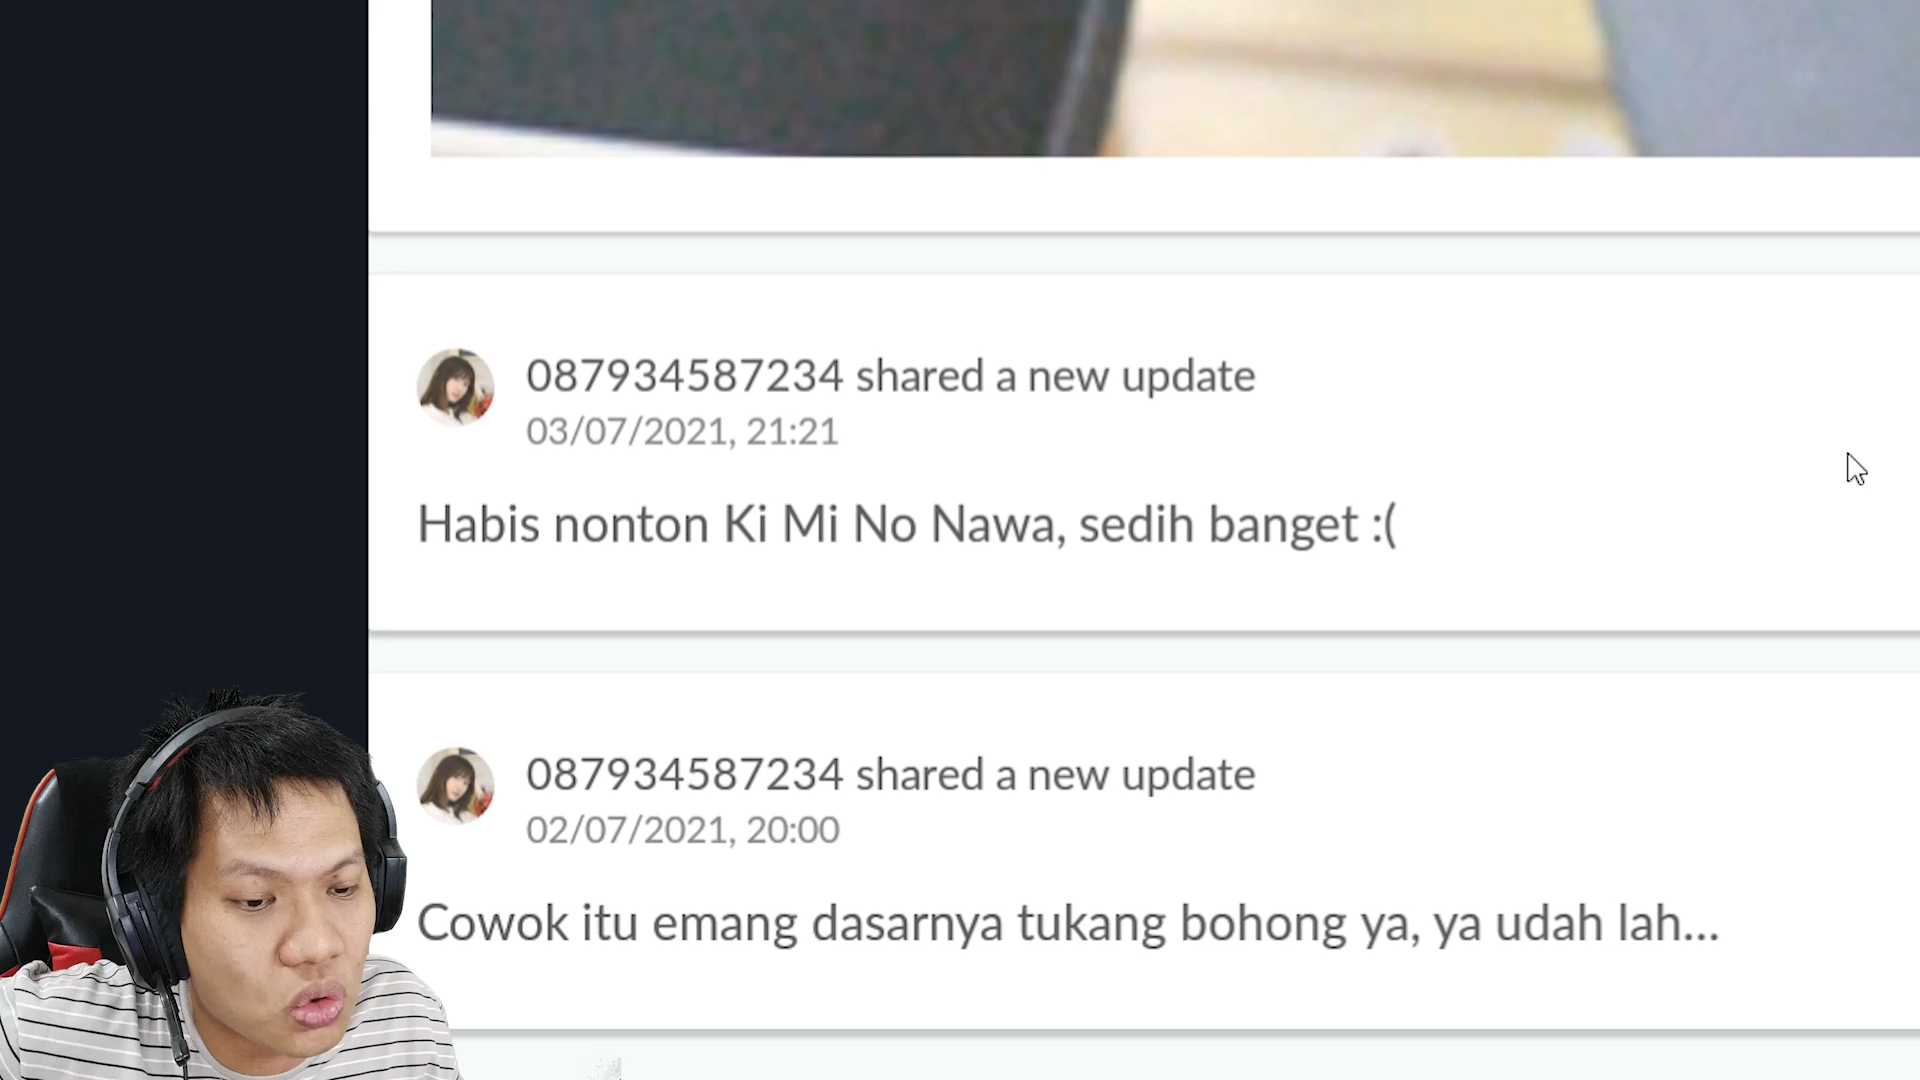 087934587234 shared a new update
03/07/2021, 21:21
Habis nonton Ki Mi No Nawa, sedih banget :(
087934587234 shared a new update
02/07/2021, 20:00
Cowok itu emang dasarnya tukang bohong ya, ya udah lah...